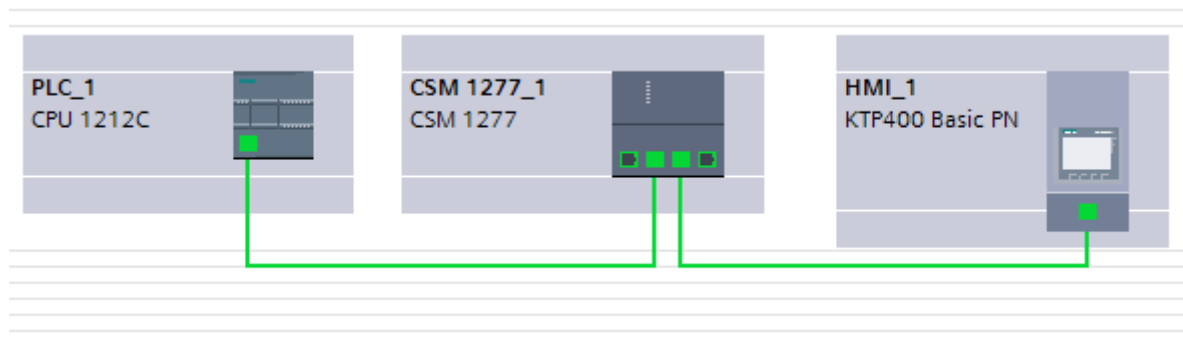 PLC_1
CPU 1212C
CSM 1277_1
CSM 1277
HMI_1
KTP400 Basic PN